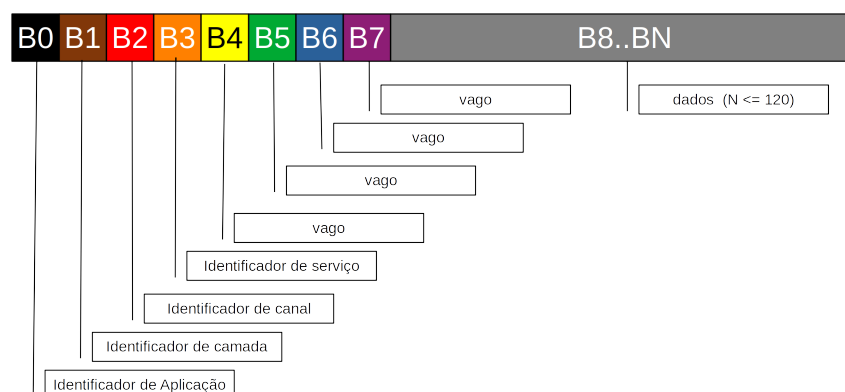 B0 B1 B2 B3 B4 B5 B6 B7 B8..BN
vago
dados (N <= 120)
vago
vago
vago
Identificador de serviço
Identificador de canal
Identificador de camada
Identificador de Aplicação